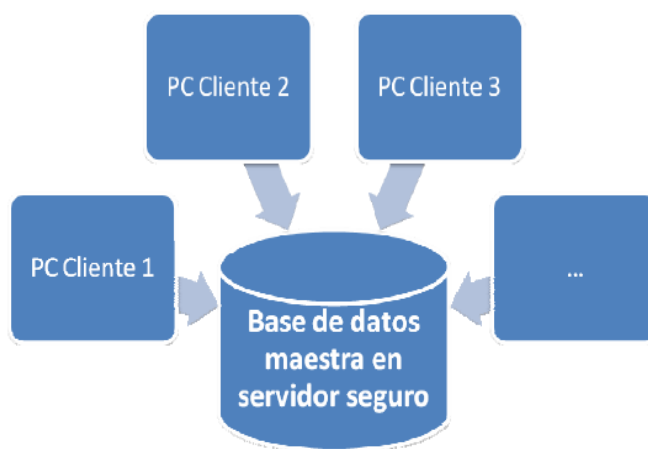 PC Cliente 2
PC Cliente 3
PC Cliente 1
...
Base de datos
maestra en
servidor seguro